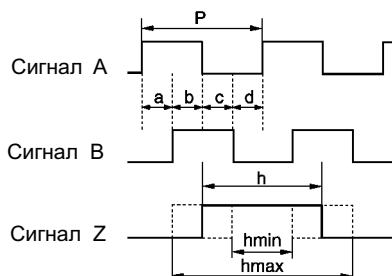 P
Сигнал A
a b c d
Сигнал B
h
Сигнал Z
hmin
hmax